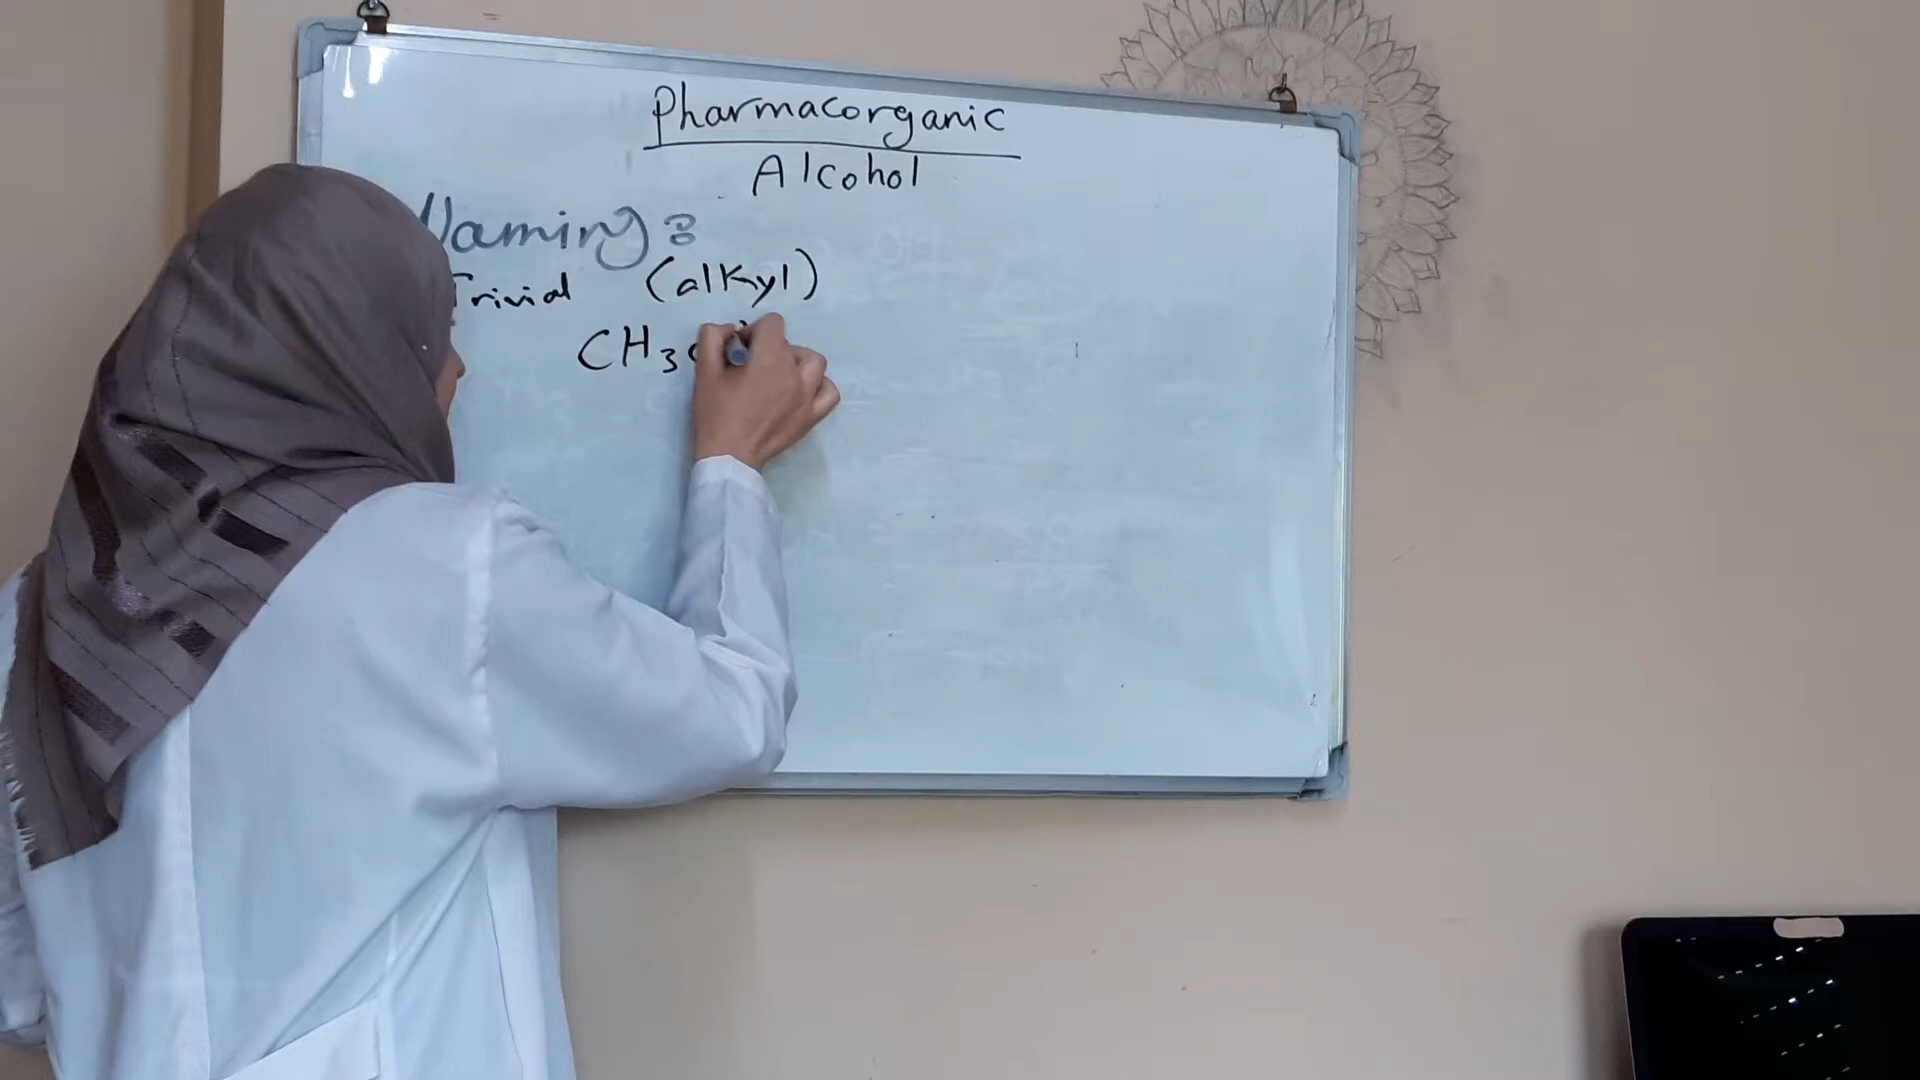 Pharmacorganic
Alcohol
Naming:
Trivial (alkyl)
CH3